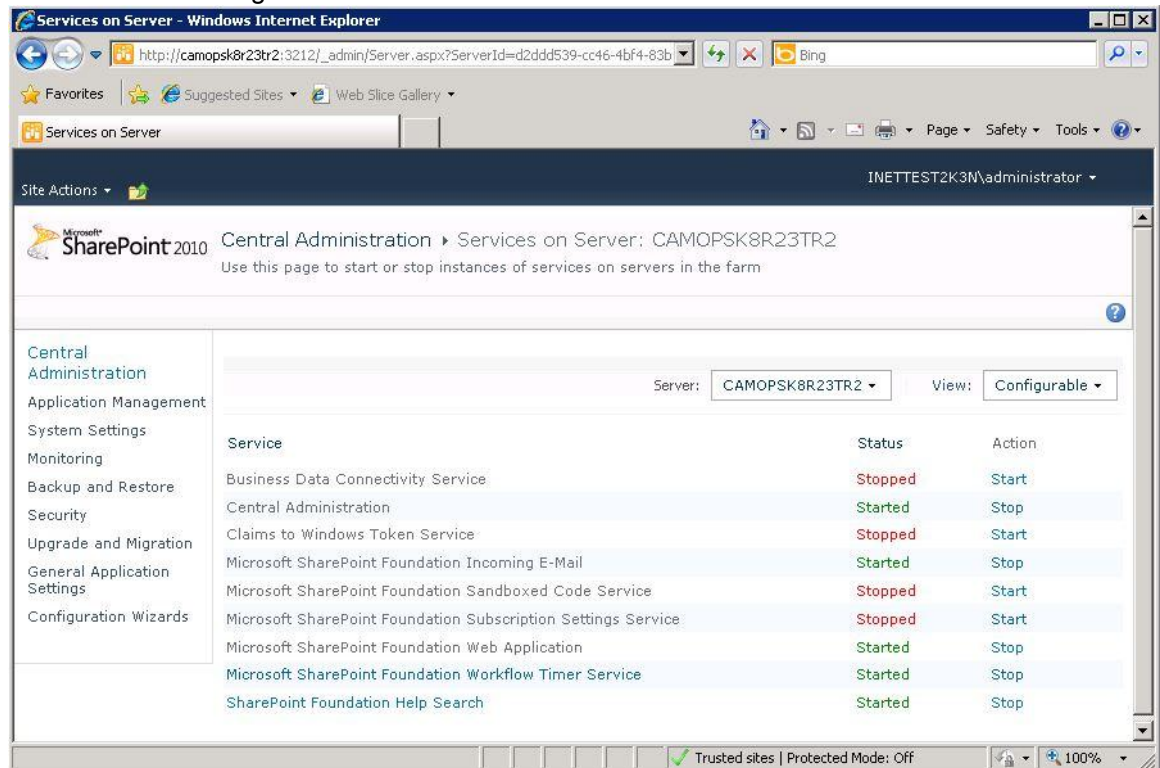 Services on Server - Windows Internet Explorer
http://camopsk8r23tr2:3212/_admin/Server.aspx?ServerId=d2ddd539-cc46-4bf4-83b
Bing
Favorites Suggested Sites Web Slice Gallery
Services on Server
Page Safety Tools
INETTEST2K3N\administrator
Site Actions
Microsoft SharePoint 2010
Central Administration Services on Server: CAMOPSK8R23TR2
Use this page to start or stop instances of services on servers in the farm
Central
Administration
Application Management
System Settings
Monitoring
Backup and Restore
Security
Upgrade and Migration
General Application
Settings
Configuration Wizards
Server: CAMOPSK8R23TR2 View: Configurable
Service Status Action
Business Data Connectivity Service Stopped Start
Central Administration Started Stop
Claims to Windows Token Service Stopped Start
Microsoft SharePoint Foundation Incoming E-Mail Started Stop
Microsoft SharePoint Foundation Sandboxed Code Service Stopped Start
Microsoft SharePoint Foundation Subscription Settings Service Stopped Start
Microsoft SharePoint Foundation Web Application Started Stop
Microsoft SharePoint Foundation Workflow Timer Service Started Stop
SharePoint Foundation Help Search Started Stop
Trusted sites | Protected Mode: Off 100%